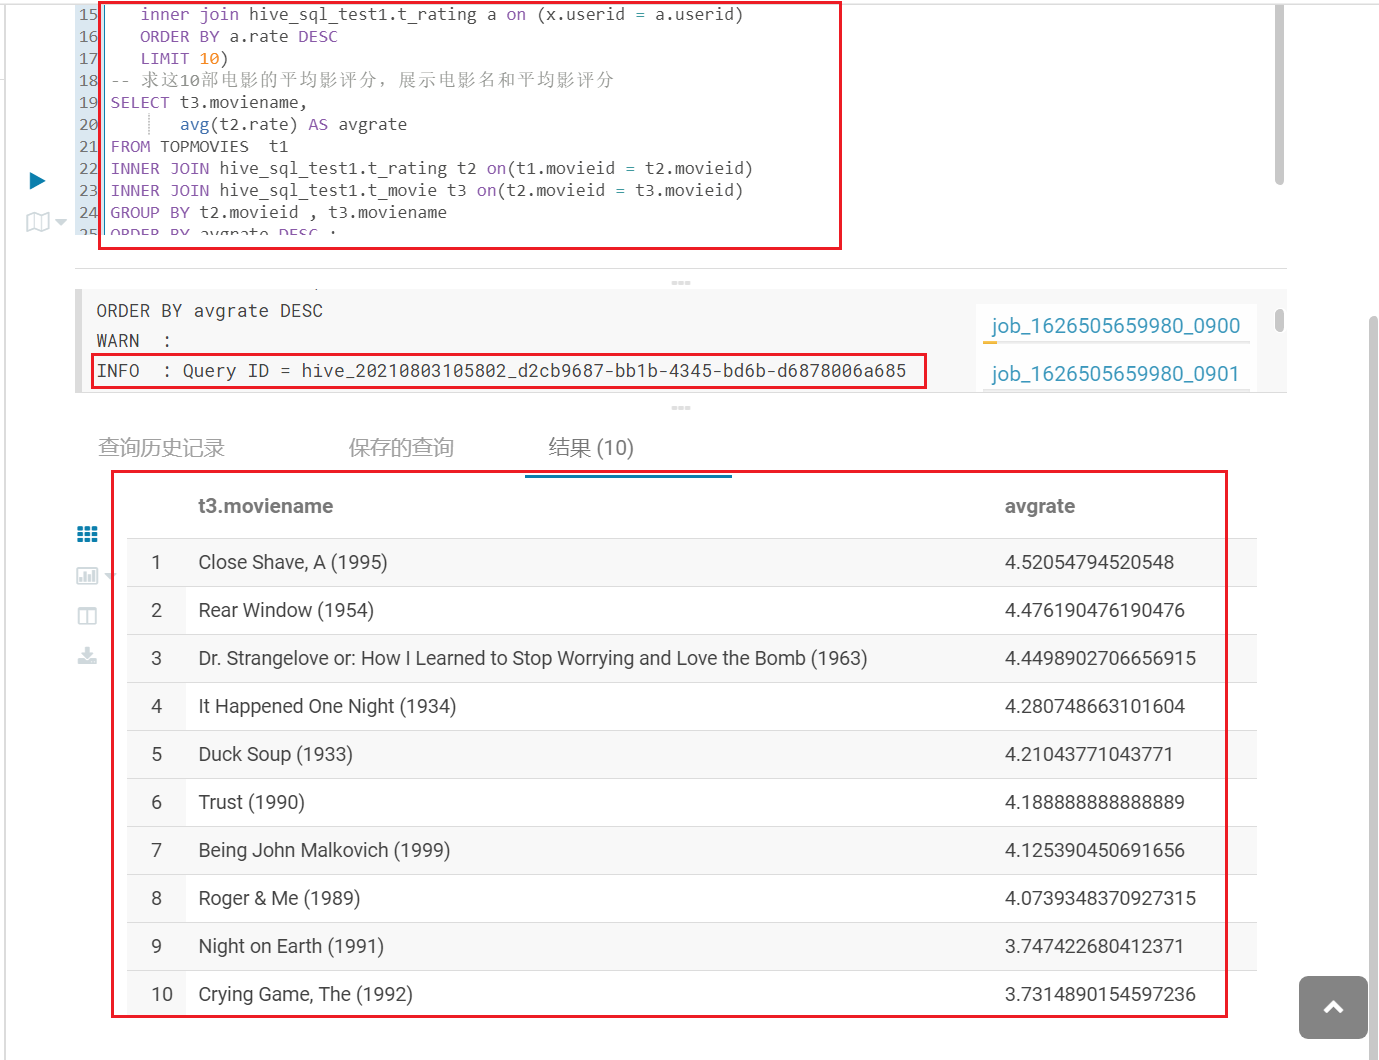 15 inner join hive_sql_test1.t_rating a on (x.userid = a.userid)
16 ORDER BY a.rate DESC
17 LIMIT 10)
18 -- 求这10部电影的平均影评分，展示电影名和平均影评分
19 SELECT t3.moviename,
20 avg(t2.rate) AS avgrate
21 FROM TOPMOVIES  t1
22 INNER JOIN hive_sql_test1.t_rating t2 on(t1.movieid = t2.movieid)
23 INNER JOIN hive_sql_test1.t_movie t3 on(t2.movieid = t3.movieid)
24 GROUP BY t2.movieid , t3.moviename
25 ORDER BY avgrate DESC ;
ORDER BY avgrate DESC
WARN  :
INFO  : Query ID = hive_20210803105802_d2cb9687-bb1b-4345-bd6b-d6878006a685
job_1626505659980_0900
job_1626505659980_0901
查询历史记录 保存的查询 结果 (10)
t3.moviename avgrate
1 Close Shave, A (1995) 4.52054794520548
2 Rear Window (1954) 4.476190476190476
3 Dr. Strangelove or: How I Learned to Stop Worrying and Love the Bomb (1963) 4.4498902706656915
4 It Happened One Night (1934) 4.280748663101604
5 Duck Soup (1933) 4.21043771043771
6 Trust (1990) 4.188888888888889
7 Being John Malkovich (1999) 4.125390450691656
8 Roger & Me (1989) 4.0739348370927315
9 Night on Earth (1991) 3.747422680412371
10 Crying Game, The (1992) 3.7314890154597236